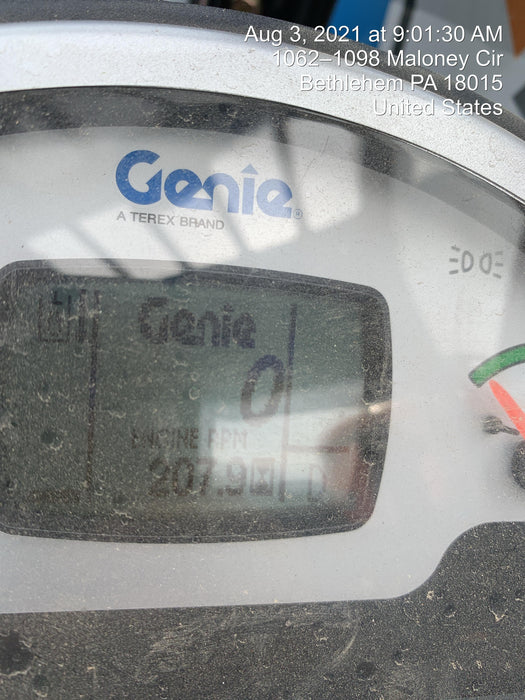 Aug 3, 2021 at 9:01:30 AM
1062–1098 Maloney Cir
Bethlehem PA 18015
United States
Genie®
A TEREX BRAND
Genie
0
ENGINE RPM
207.9